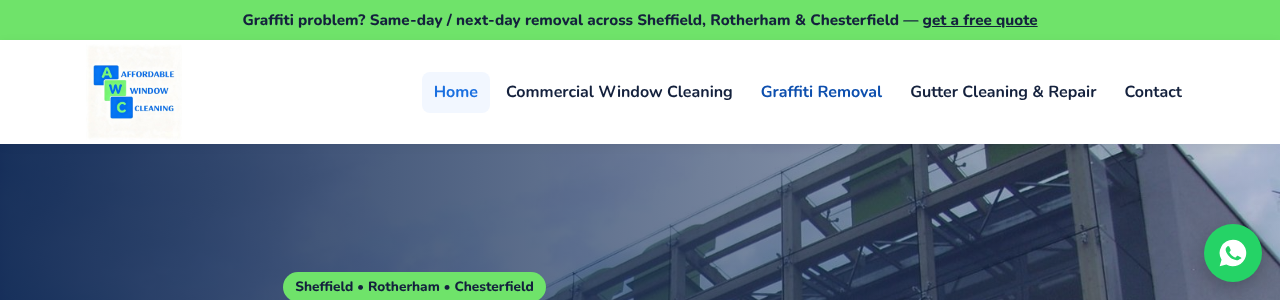 Graffiti problem? Same-day / next-day removal across Sheffield, Rotherham & Chesterfield — get a free quote
A AFFORDABLE
W WINDOW
C CLEANING
Home Commercial Window Cleaning Graffiti Removal Gutter Cleaning & Repair Contact
Sheffield • Rotherham • Chesterfield